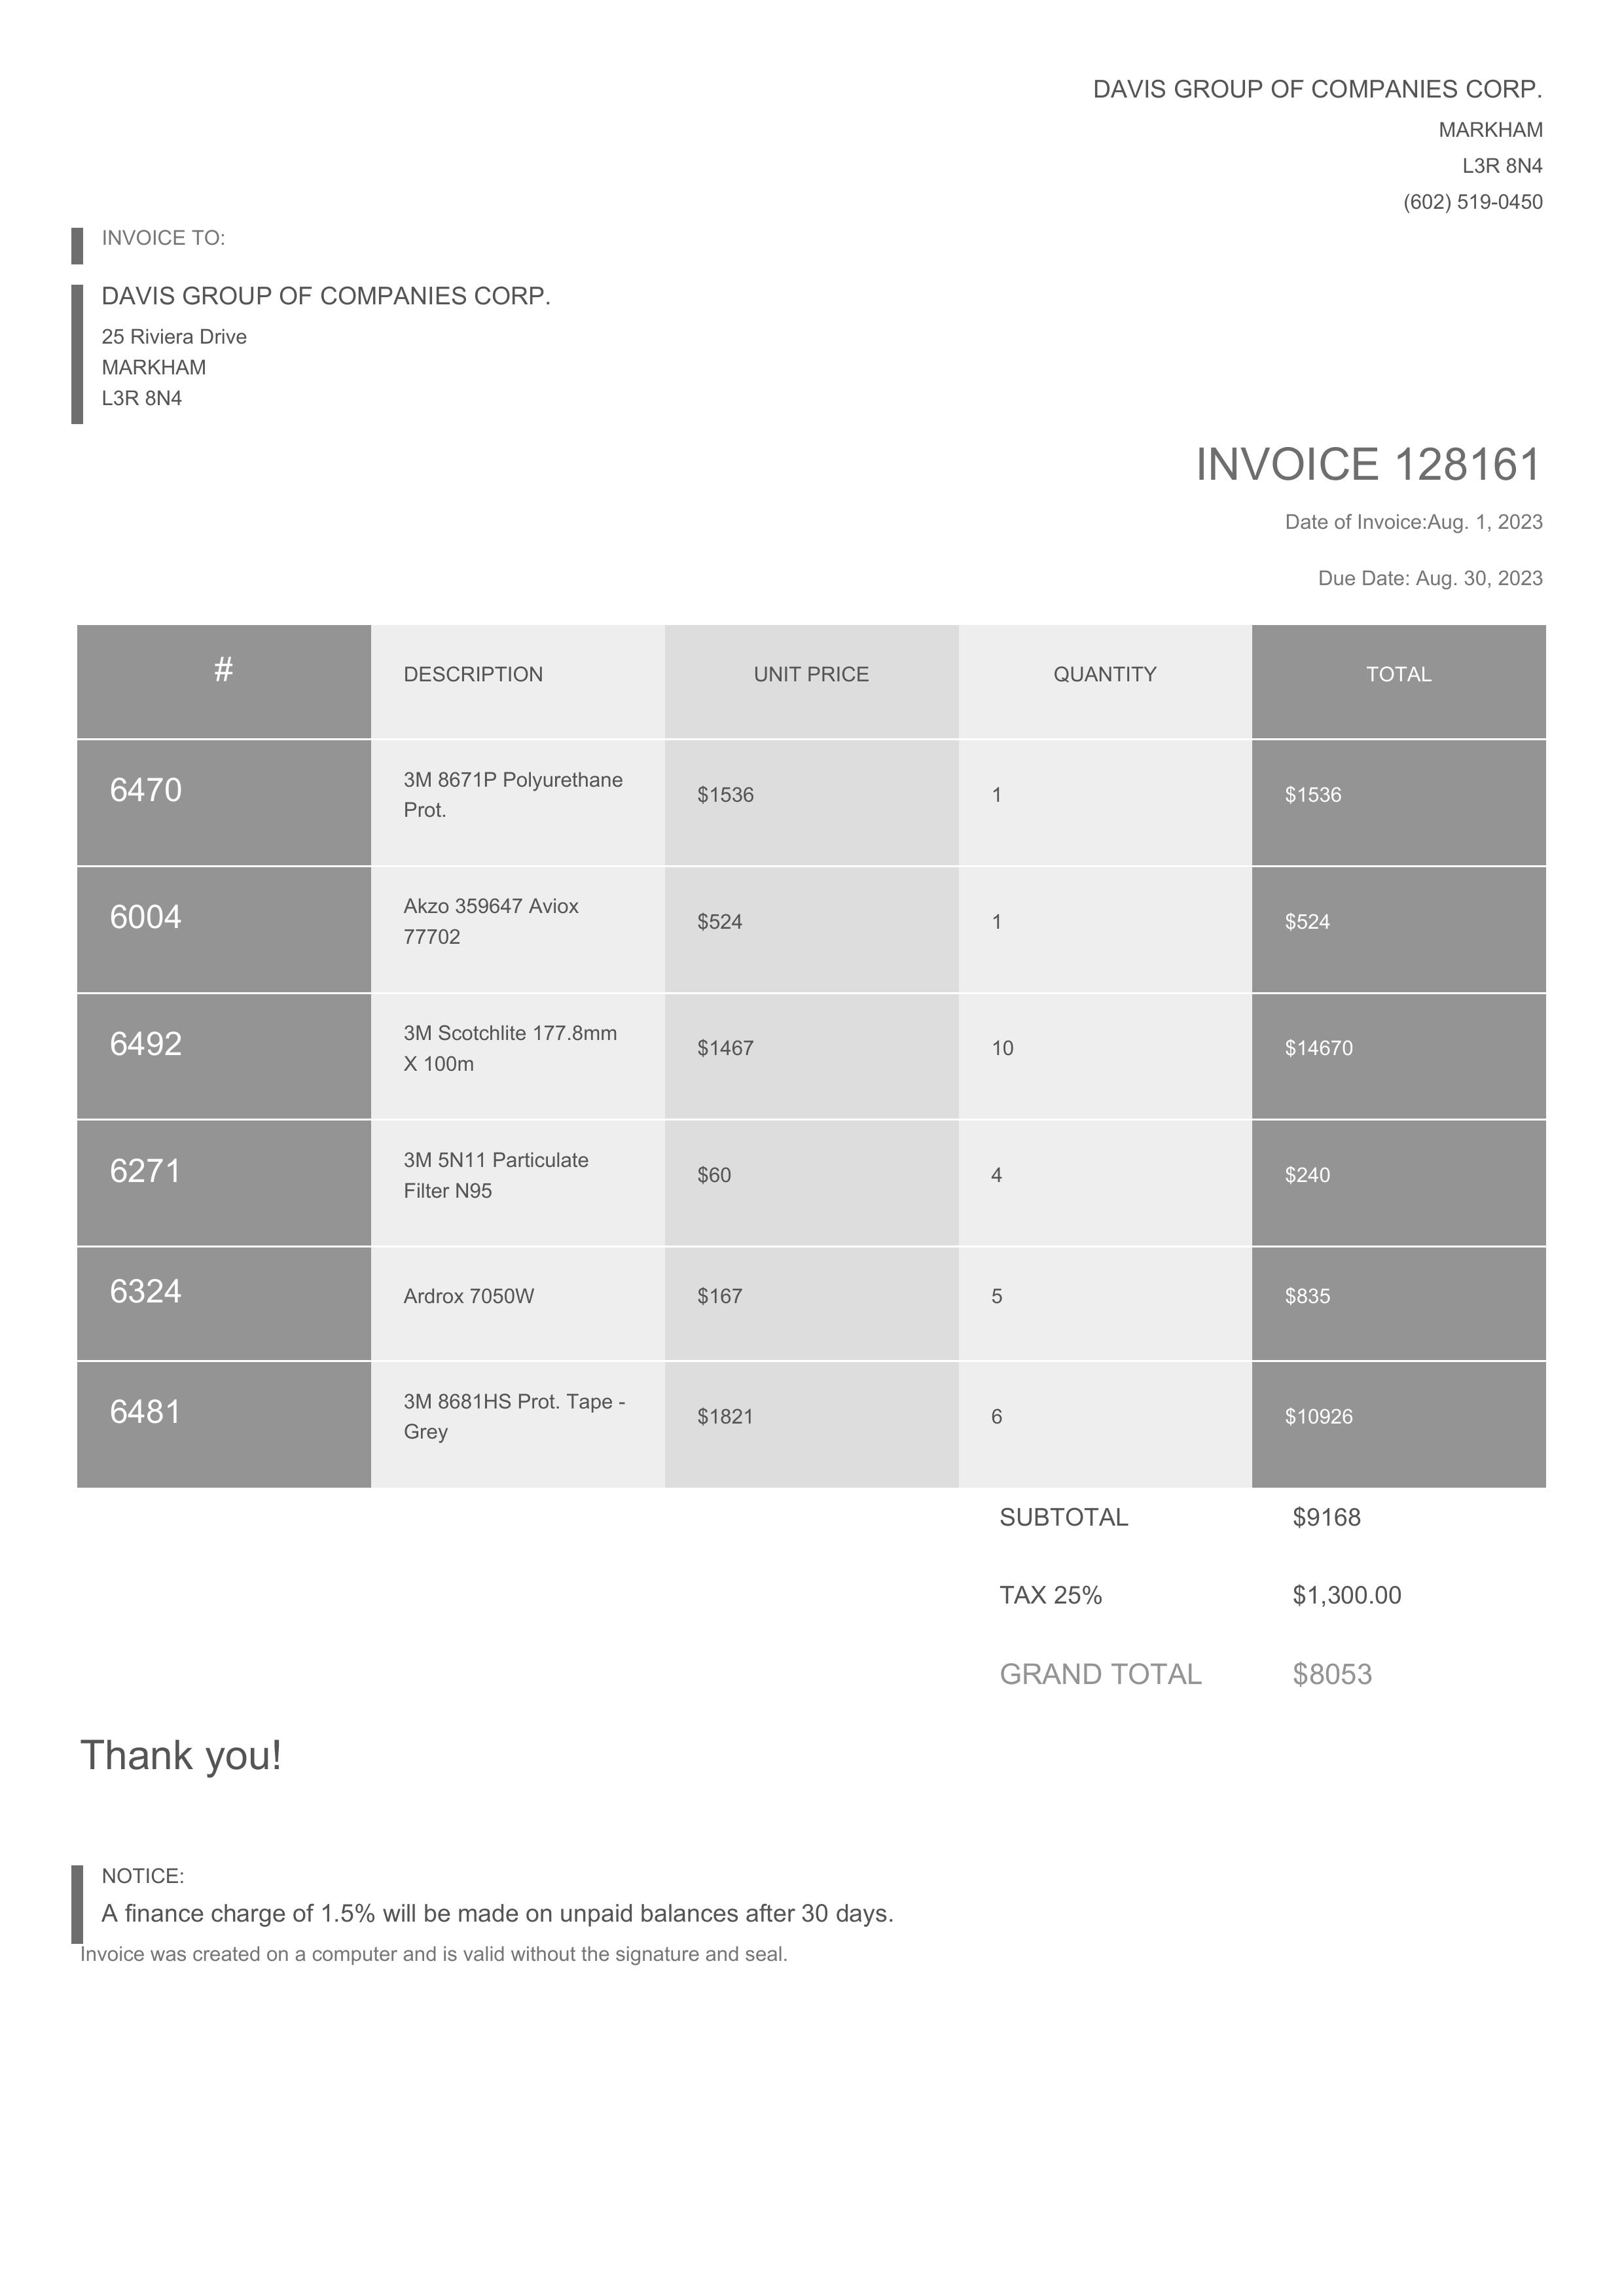 DAVIS GROUP OF COMPANIES CORP.
MARKHAM
L3R 8N4
(602) 519-0450
INVOICE TO:
DAVIS GROUP OF COMPANIES CORP.
25 Riviera Drive
MARKHAM
L3R 8N4
INVOICE 128161
Date of Invoice:Aug. 1, 2023
Due Date: Aug. 30, 2023
# DESCRIPTION UNIT PRICE QUANTITY TOTAL
6470 3M 8671P Polyurethane
Prot. $1536 1 $1536
6004 Akzo 359647 Aviox
77702 $524 1 $524
6492 3M Scotchlite 177.8mm
X 100m $1467 10 $14670
6271 3M 5N11 Particulate
Filter N95 $60 4 $240
6324 Ardrox 7050W $167 5 $835
6481 3M 8681HS Prot. Tape -
Grey $1821 6 $10926
SUBTOTAL $9168
TAX 25% $1,300.00
GRAND TOTAL $8053
Thank you!
NOTICE:
A finance charge of 1.5% will be made on unpaid balances after 30 days.
Invoice was created on a computer and is valid without the signature and seal.